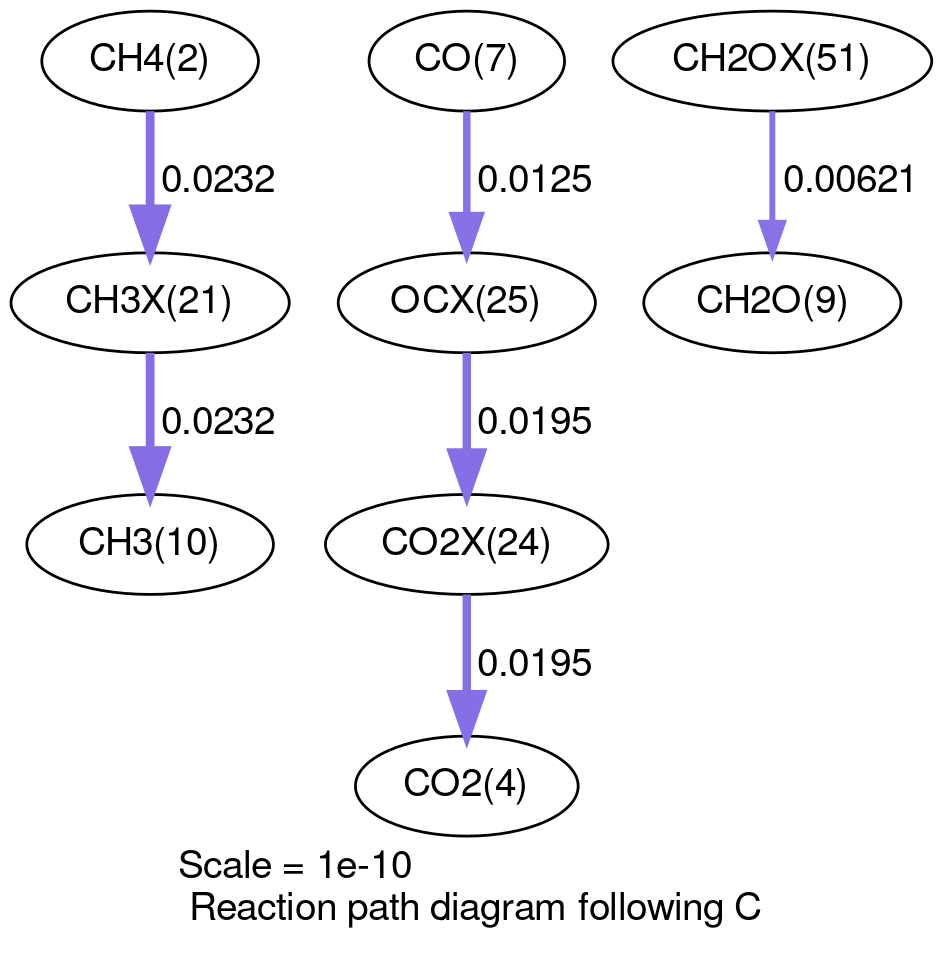 CH4(2)
CO(7)
CH2OX(51)
0.0232
0.0125
0.00621
CH3X(21)
OCX(25)
CH2O(9)
0.0232
0.0195
CH3(10)
CO2X(24)
0.0195
CO2(4)
Scale = 1e-10
Reaction path diagram following C